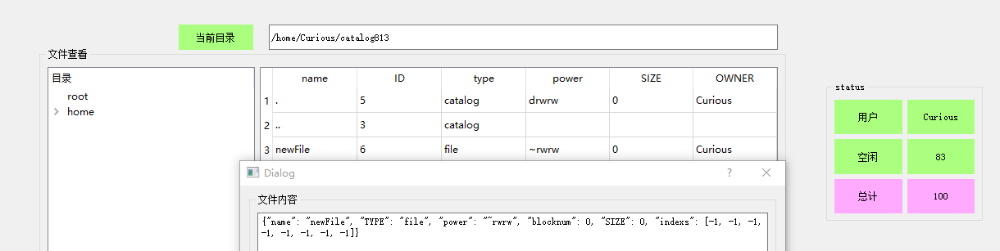 当前目录 /home/Curious/catalog813
文件查看
目录
root
home
name ID type power SIZE OWNER
1 . 5 catalog drwrw 0 Curious
2 .. 3 catalog
3 newFile 6 file ~rwrw 0 Curious
status
用户 Curious
空闲 83
总计 100
Dialog ?
文件内容
{"name": "newFile", "TYPE": "file", "power": "~rwrw", "blocknum": 0, "SIZE": 0, "indexs": [-1, -1, -1,
-1, -1, -1, -1, -1]}